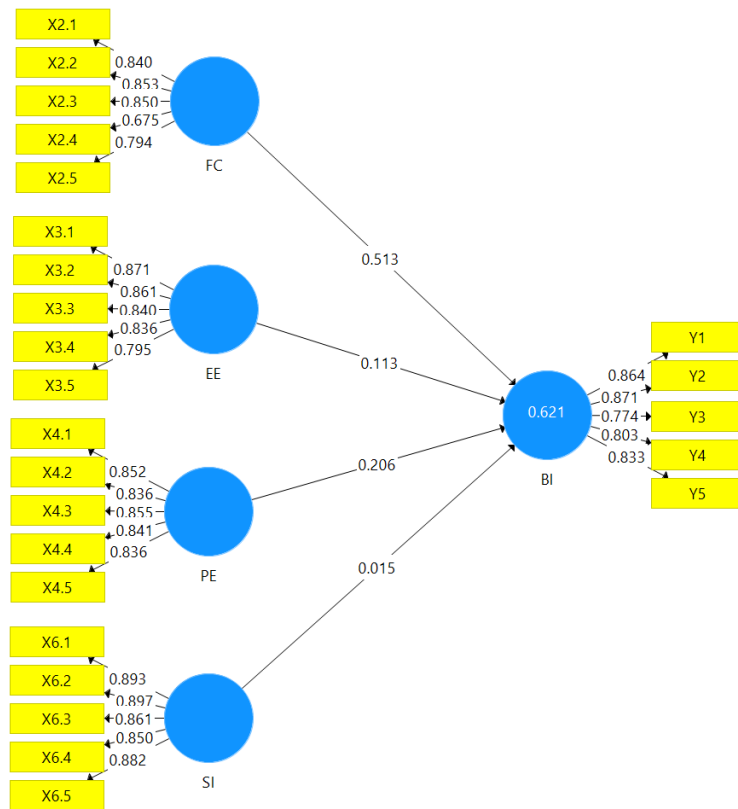 X2.1
X2.2
X2.3
X2.4
X2.5
0.840
0.853
0.850
0.675
0.794
FC
X3.1
X3.2
X3.3
X3.4
X3.5
0.871
0.861
0.840
0.836
0.795
EE
X4.1
X4.2
X4.3
X4.4
X4.5
0.852
0.836
0.855
0.841
0.836
PE
X6.1
X6.2
X6.3
X6.4
X6.5
0.893
0.897
0.861
0.850
0.882
SI
0.513
0.113
0.206
0.015
0.621
BI
0.864
0.871
0.774
0.803
0.833
Y1
Y2
Y3
Y4
Y5